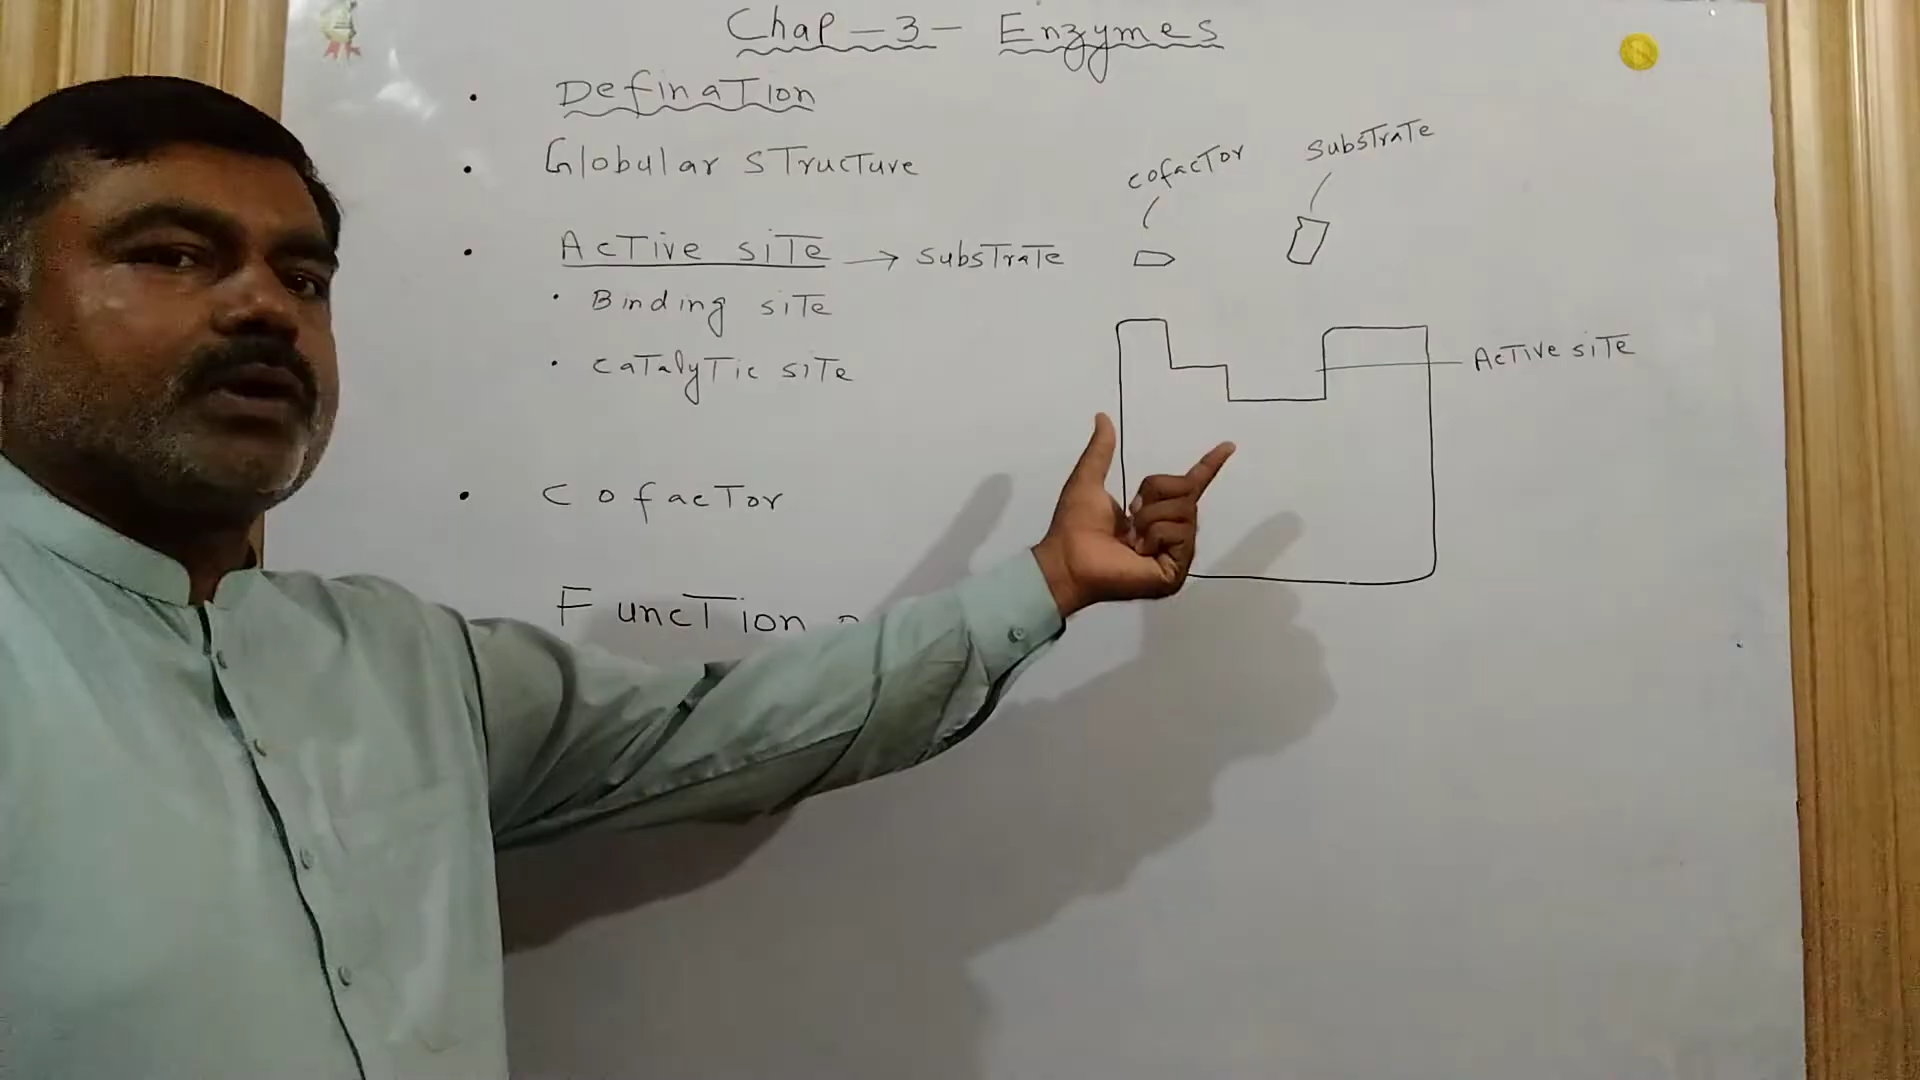 Chap - 3 - Enzymes
• Defination
• Globular structure
• Active site → substrate
• Binding site
• catalytic site
• cofactor
Function
cofactor
substrate
Active site